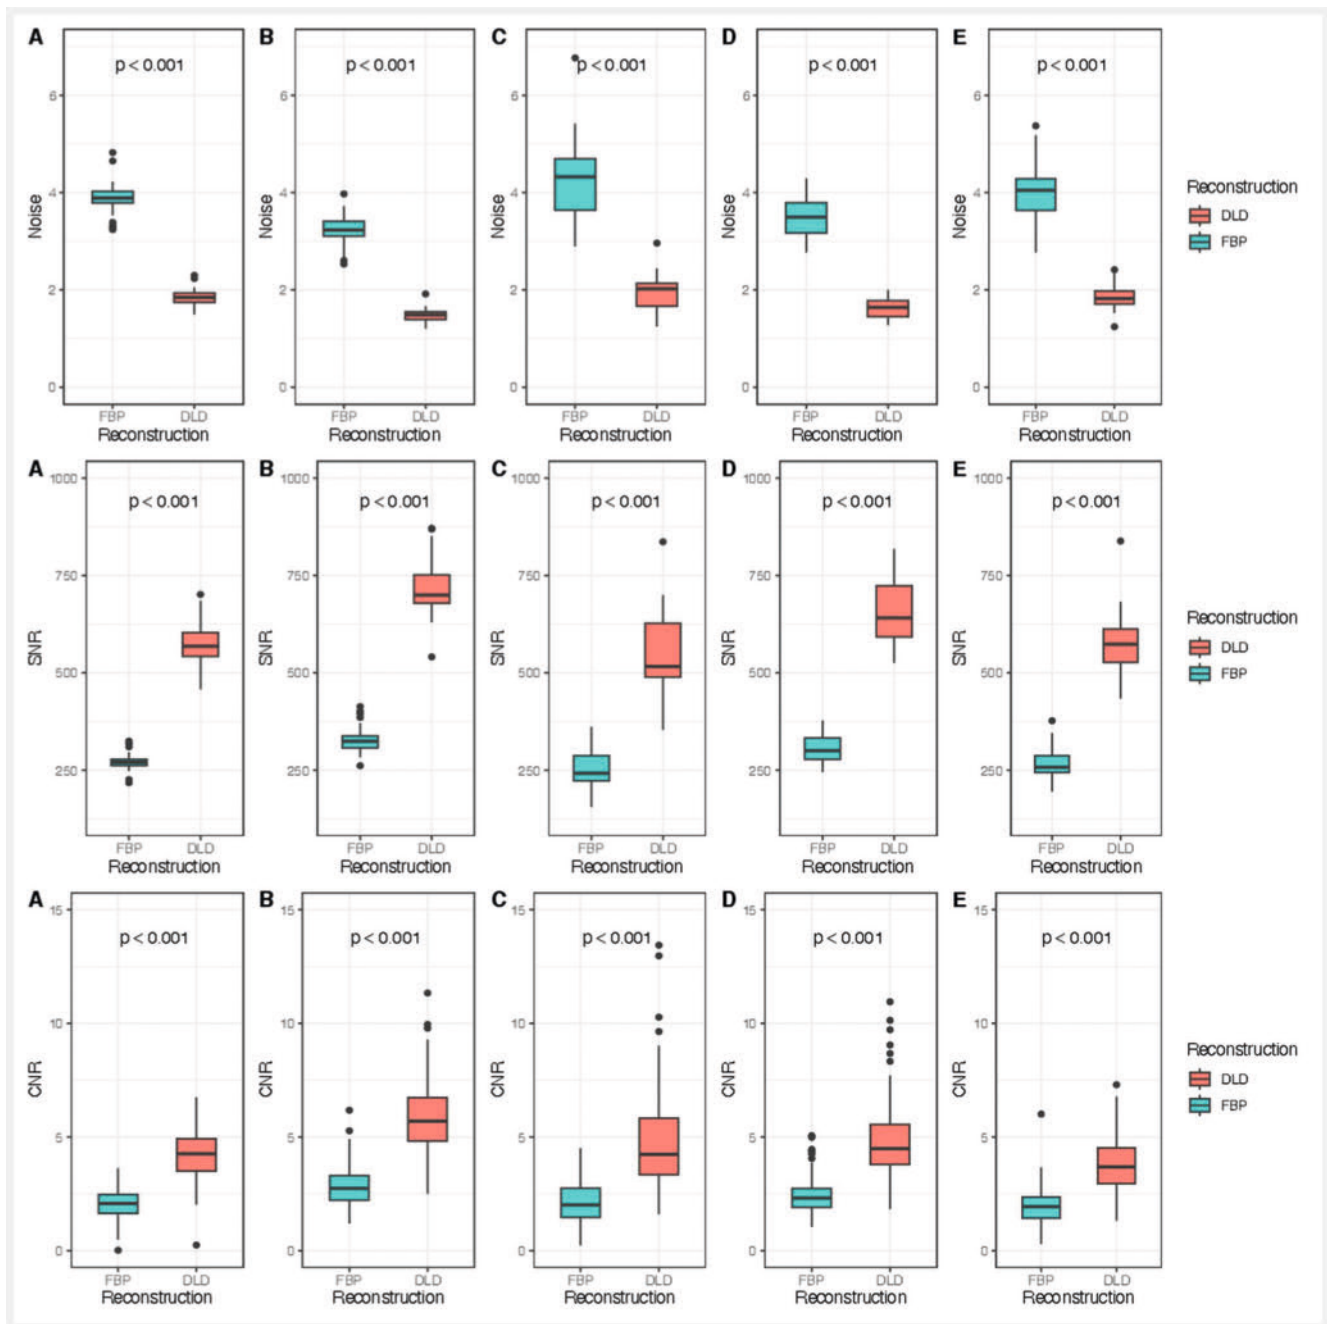 A B C D E
p < 0.001 p < 0.001 p < 0.001 p < 0.001 p < 0.001
6 6 6 6 6
4 4 4 4 4
2 2 2 2 2
0 0 0 0 0
Noise Noise Noise Noise Noise
FBP DLD FBP DLD FBP DLD FBP DLD FBP DLD
Reconstruction Reconstruction Reconstruction Reconstruction Reconstruction
Reconstruction
DLD
FBP
A B C D E
1000 1000 1000 1000 1000
p < 0.001 p < 0.001 p < 0.001 p < 0.001 p < 0.001
750 750 750 750 750
500 500 500 500 500
250 250 250 250 250
SNR SNR SNR SNR SNR
FBP DLD FBP DLD FBP DLD FBP DLD FBP DLD
Reconstruction Reconstruction Reconstruction Reconstruction Reconstruction
Reconstruction
DLD
FBP
A B C D E
15 15 15 15 15
p < 0.001 p < 0.001 p < 0.001 p < 0.001 p < 0.001
10 10 10 10 10
5 5 5 5 5
0 0 0 0 0
CNR CNR CNR CNR CNR
FBP DLD FBP DLD FBP DLD FBP DLD FBP DLD
Reconstruction Reconstruction Reconstruction Reconstruction Reconstruction
Reconstruction
DLD
FBP